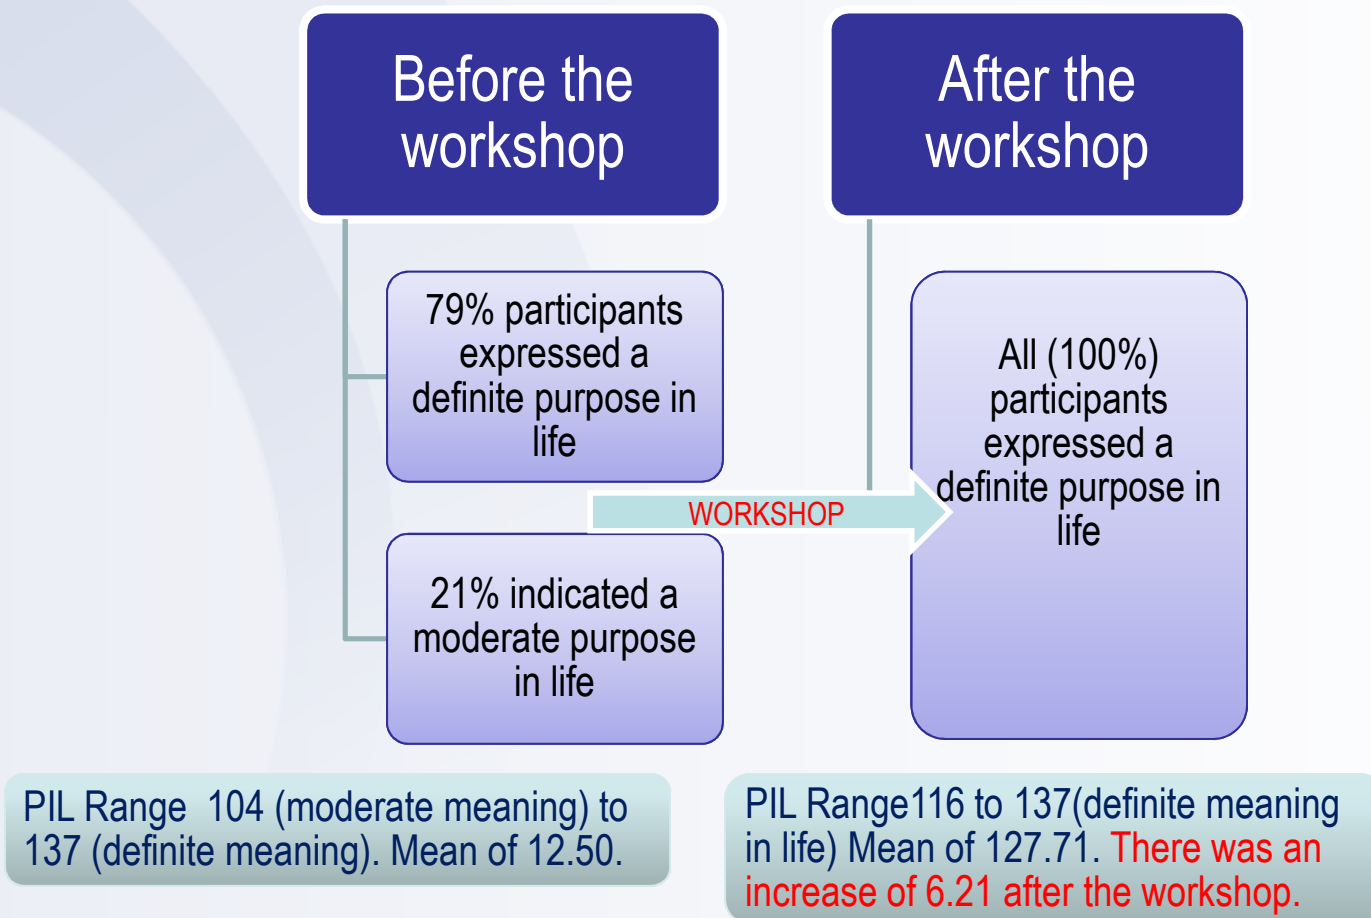 Before the
workshop
79% participants
expressed a
definite purpose in
life
21% indicated a
moderate purpose
in life
After the
workshop
All (100%)
participants
expressed a
definite purpose in
life
WORKSHOP
PIL Range 104 (moderate meaning) to
137 (definite meaning). Mean of 12.50.
PIL Range116 to 137(definite meaning
in life) Mean of 127.71. There was an
increase of 6.21 after the workshop.